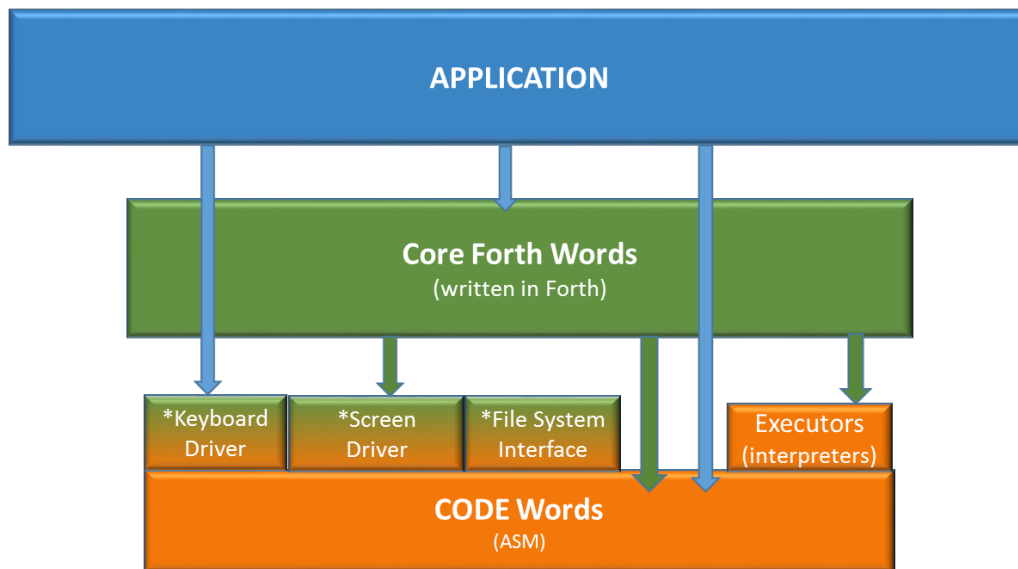 APPLICATION
Core Forth Words
(written in Forth)
*Keyboard
Driver
*Screen
Driver
*File System
Interface
Executors
(interpreters)
CODE Words
(ASM)